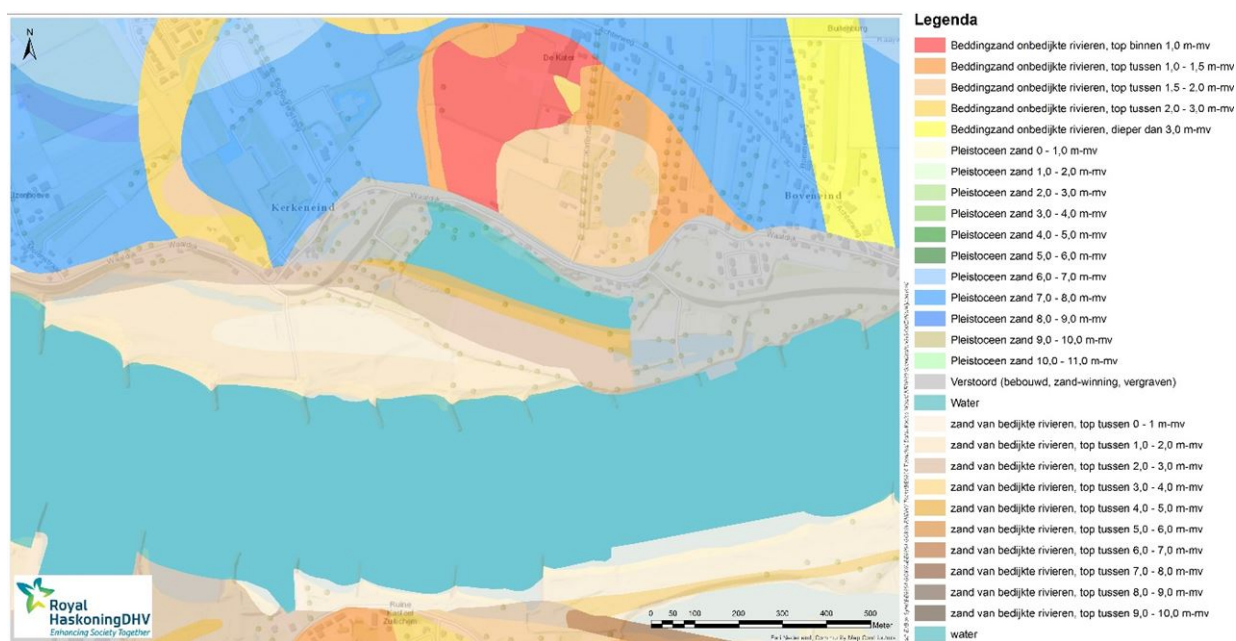 N
Buitenburg
Achterweg
De Kater
Kerkeneind
Boveneind
Waaldijk
Waaldijk
Waaldijk
Ruine
Kasteel
Zuilichem
Royal
HaskoningDHV
Enhancing Society Together
0 50 100 200 300 400 500
Meter
Legenda
Beddingzand onbedijkte rivieren, top binnen 1,0 m-mv
Beddingzand onbedijkte rivieren, top tussen 1,0 - 1,5 m-mv
Beddingzand onbedijkte rivieren, top tussen 1,5 - 2,0 m-mv
Beddingzand onbedijkte rivieren, top tussen 2,0 - 3,0 m-mv
Beddingzand onbedijkte rivieren, dieper dan 3,0 m-mv
Pleistoceen zand 0 - 1,0 m-mv
Pleistoceen zand 1,0 - 2,0 m-mv
Pleistoceen zand 2,0 - 3,0 m-mv
Pleistoceen zand 3,0 - 4,0 m-mv
Pleistoceen zand 4,0 - 5,0 m-mv
Pleistoceen zand 5,0 - 6,0 m-mv
Pleistoceen zand 6,0 - 7,0 m-mv
Pleistoceen zand 7,0 - 8,0 m-mv
Pleistoceen zand 8,0 - 9,0 m-mv
Pleistoceen zand 9,0 - 10,0 m-mv
Pleistoceen zand 10,0 - 11,0 m-mv
Verstoord (bebouwd, zand-winning, vergraven)
Water
zand van bedijkte rivieren, top tussen 0 - 1 m-mv
zand van bedijkte rivieren, top tussen 1,0 - 2,0 m-mv
zand van bedijkte rivieren, top tussen 2,0 - 3,0 m-mv
zand van bedijkte rivieren, top tussen 3,0 - 4,0 m-mv
zand van bedijkte rivieren, top tussen 4,0 - 5,0 m-mv
zand van bedijkte rivieren, top tussen 5,0 - 6,0 m-mv
zand van bedijkte rivieren, top tussen 6,0 - 7,0 m-mv
zand van bedijkte rivieren, top tussen 7,0 - 8,0 m-mv
zand van bedijkte rivieren, top tussen 8,0 - 9,0 m-mv
zand van bedijkte rivieren, top tussen 9,0 - 10,0 m-mv
water